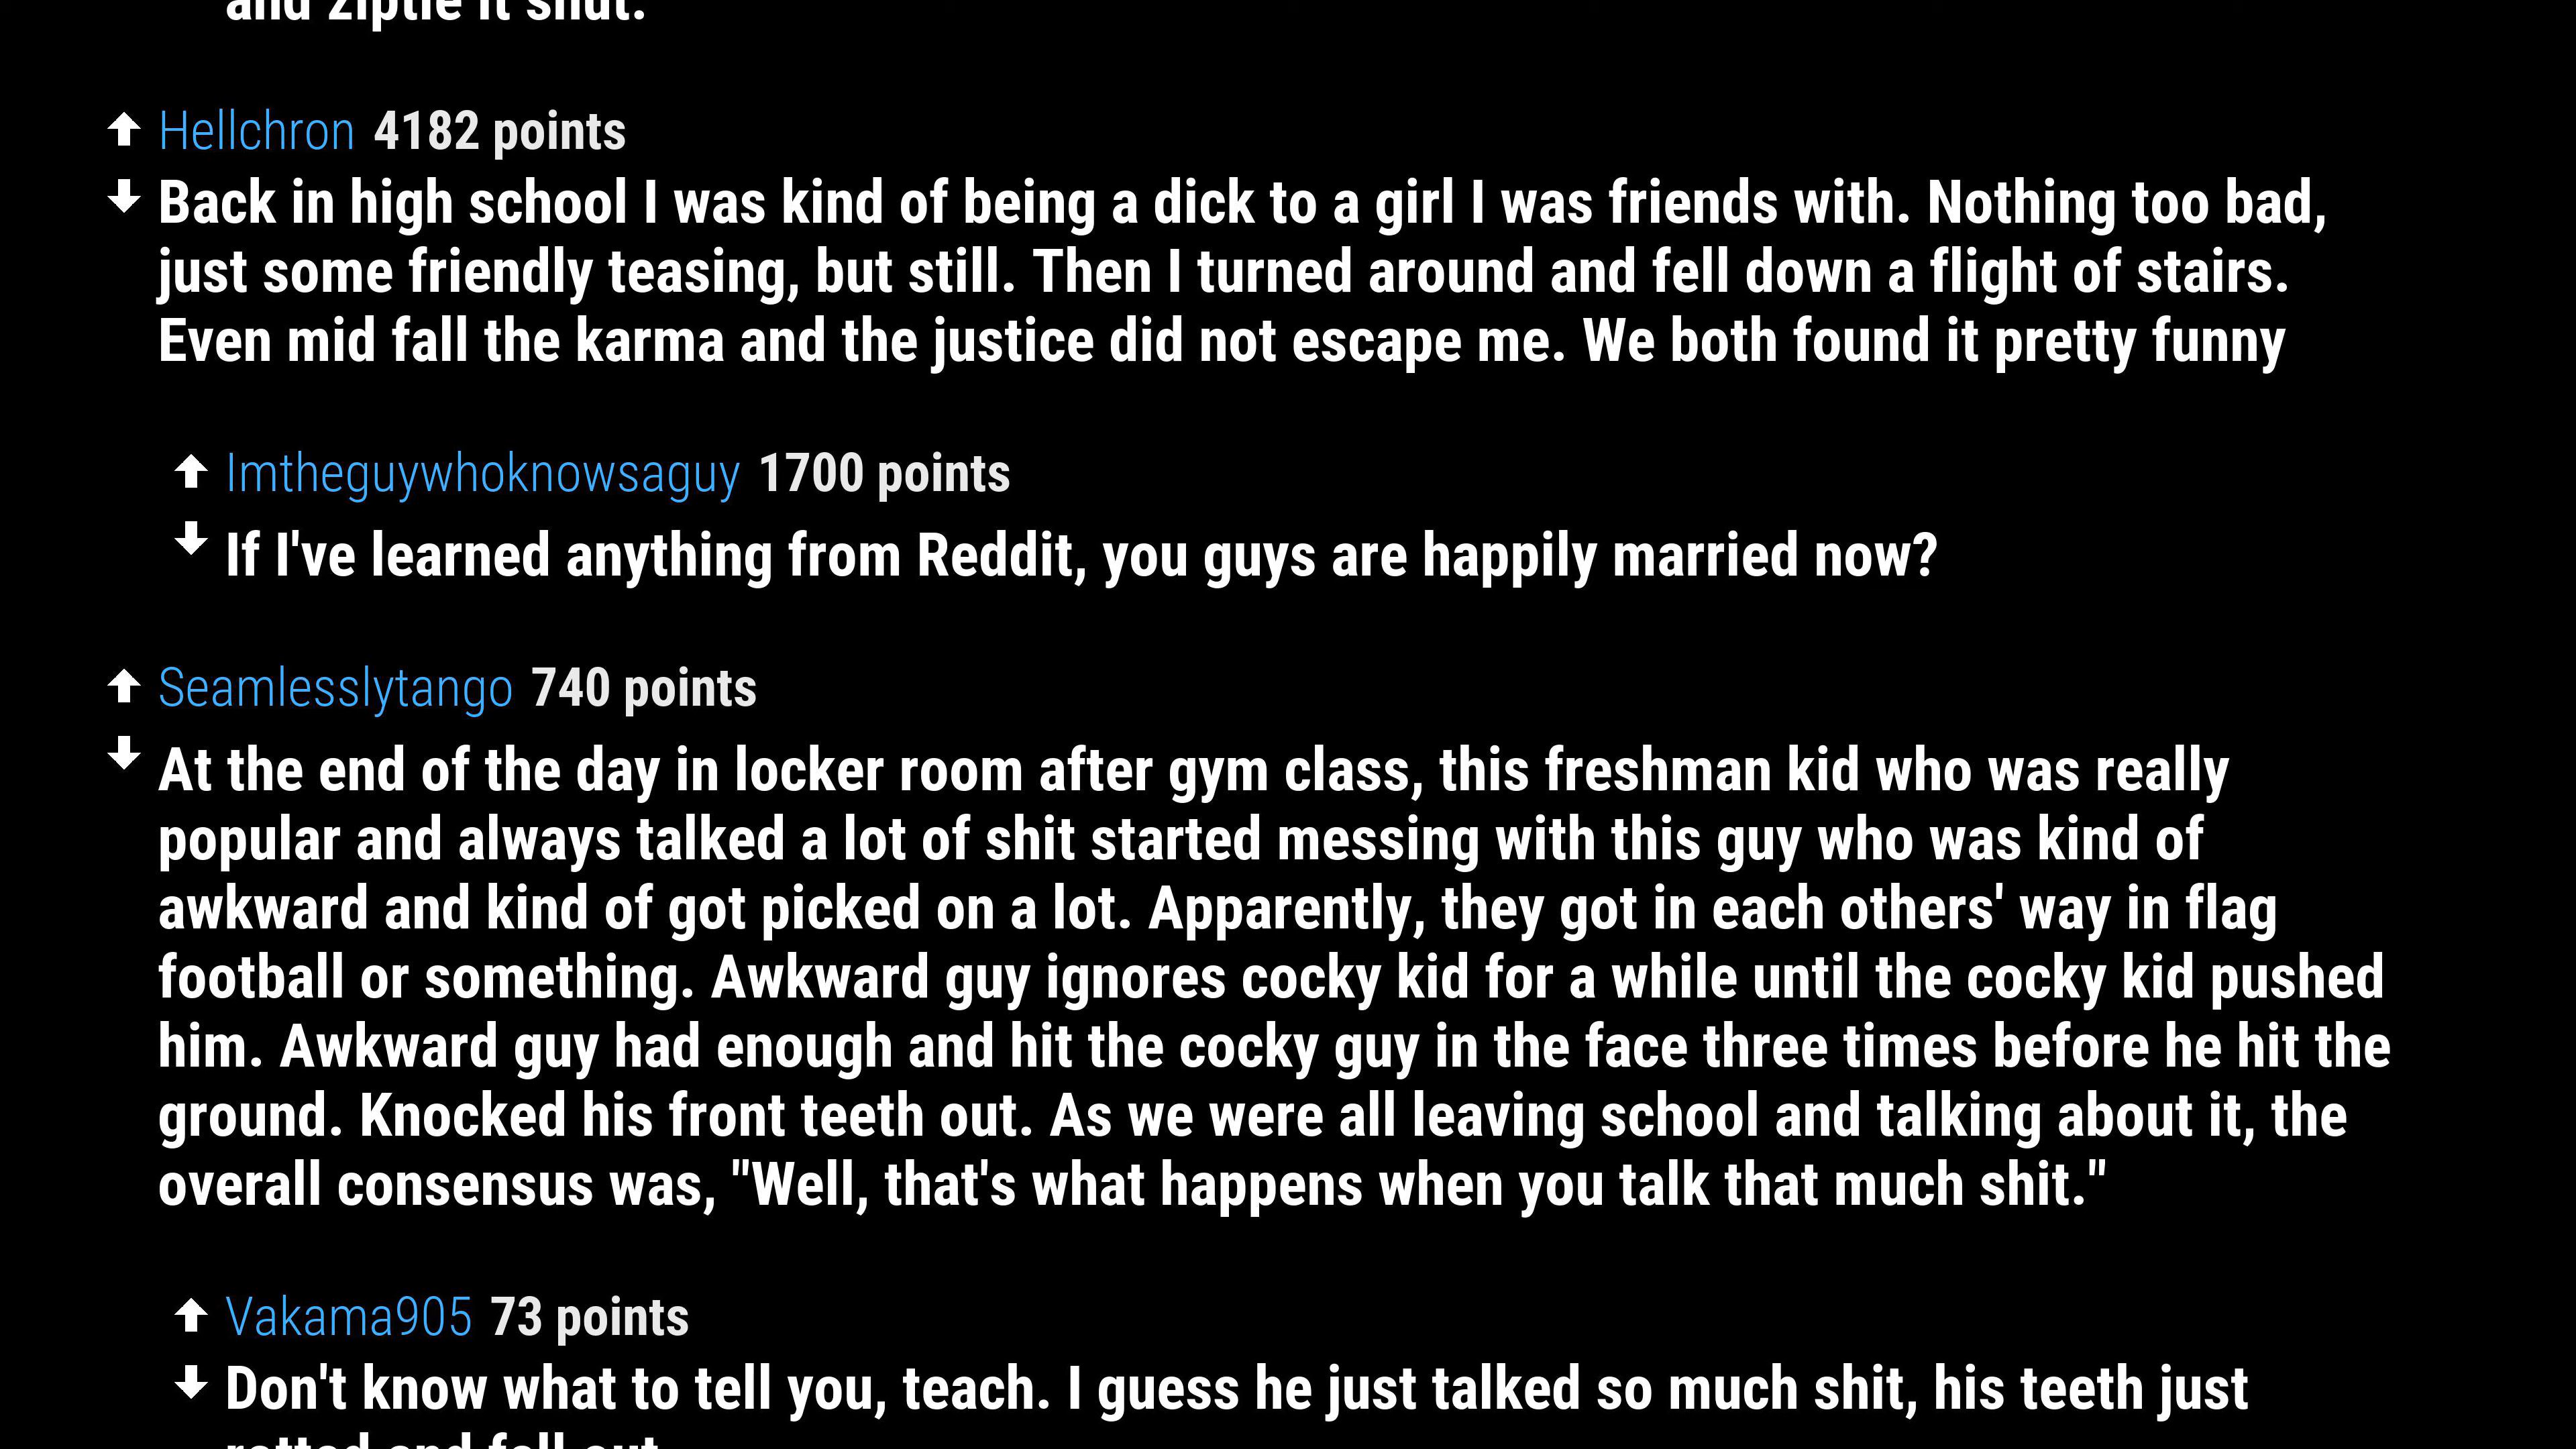 and ziptie it shut.
Hellchron 4182 points
Back in high school I was kind of being a dick to a girl I was friends with. Nothing too bad,
just some friendly teasing, but still. Then I turned around and fell down a flight of stairs.
Even mid fall the karma and the justice did not escape me. We both found it pretty funny
Imtheguywhoknowsaguy 1700 points
If I've learned anything from Reddit, you guys are happily married now?
Seamlesslytango 740 points
At the end of the day in locker room after gym class, this freshman kid who was really
popular and always talked a lot of shit started messing with this guy who was kind of
awkward and kind of got picked on a lot. Apparently, they got in each others' way in flag
football or something. Awkward guy ignores cocky kid for a while until the cocky kid pushed
him. Awkward guy had enough and hit the cocky guy in the face three times before he hit the
ground. Knocked his front teeth out. As we were all leaving school and talking about it, the
overall consensus was, "Well, that's what happens when you talk that much shit."
Vakama905 73 points
Don't know what to tell you, teach. I guess he just talked so much shit, his teeth just
rotted and fell out